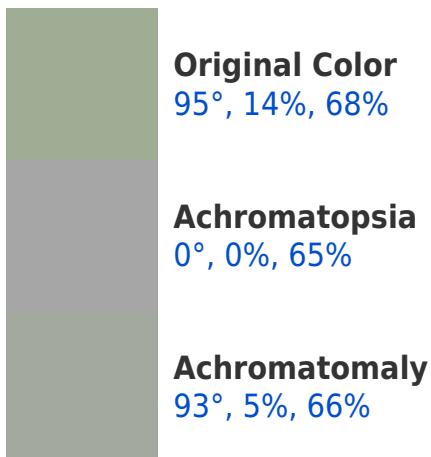 Original Color
95°, 14%, 68%
Achromatopsia
0°, 0%, 65%
Achromatomaly
93°, 5%, 66%